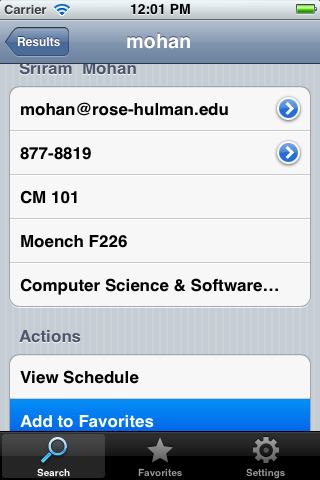 Carrier 12:01 PM
Results mohan
Sriram Mohan
mohan@rose-hulman.edu
877-8819
CM 101
Moench F226
Computer Science & Software…
Actions
View Schedule
Add to Favorites
Search Favorites Settings